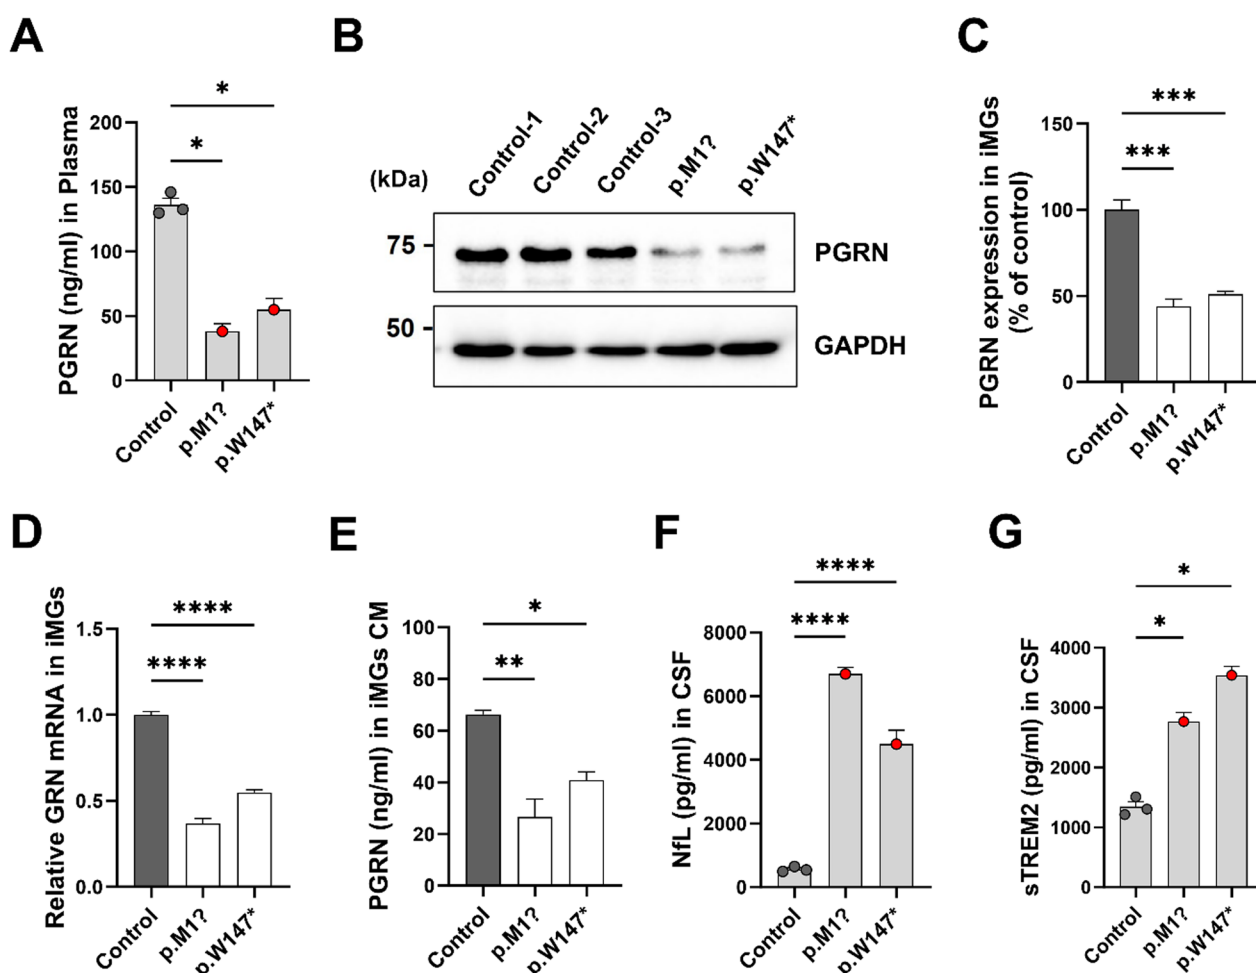 A
PGRN (ng/ml) in Plasma
200
150
100
50
0
*
*
Control
p.M1?
p.W147*
B
(kDa)
Control-1
Control-2
Control-3
p.M1?
p.W147*
75
PGRN
50
GAPDH
C
PGRN expression in iMGs
(% of control)
150
100
50
0
***
***
Control
p.M1?
p.W147*
D
Relative GRN mRNA in iMGs
1.5
1.0
0.5
0.0
****
****
Control
p.M1?
p.W147*
E
PGRN (ng/ml) in iMGs CM
100
80
60
40
20
0
*
**
Control
p.M1?
p.W147*
F
NfL (pg/ml) in CSF
8000
6000
4000
2000
0
****
****
Control
p.M1?
p.W147*
G
sTREM2 (pg/ml) in CSF
4000
3000
2000
1000
0
*
*
Control
p.M1?
p.W147*